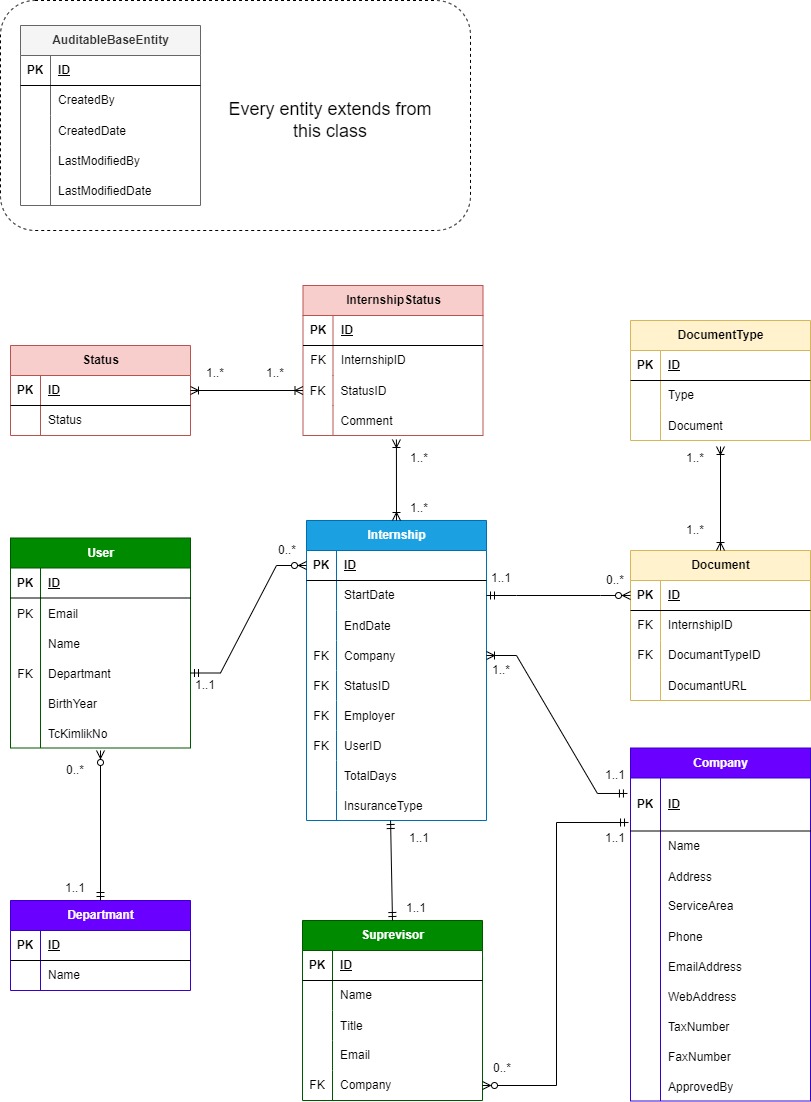 AuditableBaseEntity
PK ID
CreatedBy
CreatedDate
LastModifiedBy
LastModifiedDate
Every entity extends from
this class
InternshipStatus
PK ID
FK InternshipID
FK StatusID
Comment
Status
PK ID
Status
1..* 1..*
DocumentType
PK ID
Type
Document
1..*
1..*
1..*
1..*
User
PK ID
PK Email
Name
FK Departmant
BirthYear
TcKimlikNo
0..*
1..1
Internship
PK ID
StartDate
EndDate
FK Company
FK StatusID
FK Employer
FK UserID
TotalDays
InsuranceType
1..1 0..*
Document
PK ID
FK InternshipID
FK DocumantTypeID
DocumantURL
1..*
1..1
1..1
0..*
1..1
Departmant
PK ID
Name
1..1
1..1
Suprevisor
PK ID
Name
Title
Email
FK Company
0..*
Company
PK ID
Name
Address
ServiceArea
Phone
EmailAddress
WebAddress
TaxNumber
FaxNumber
ApprovedBy